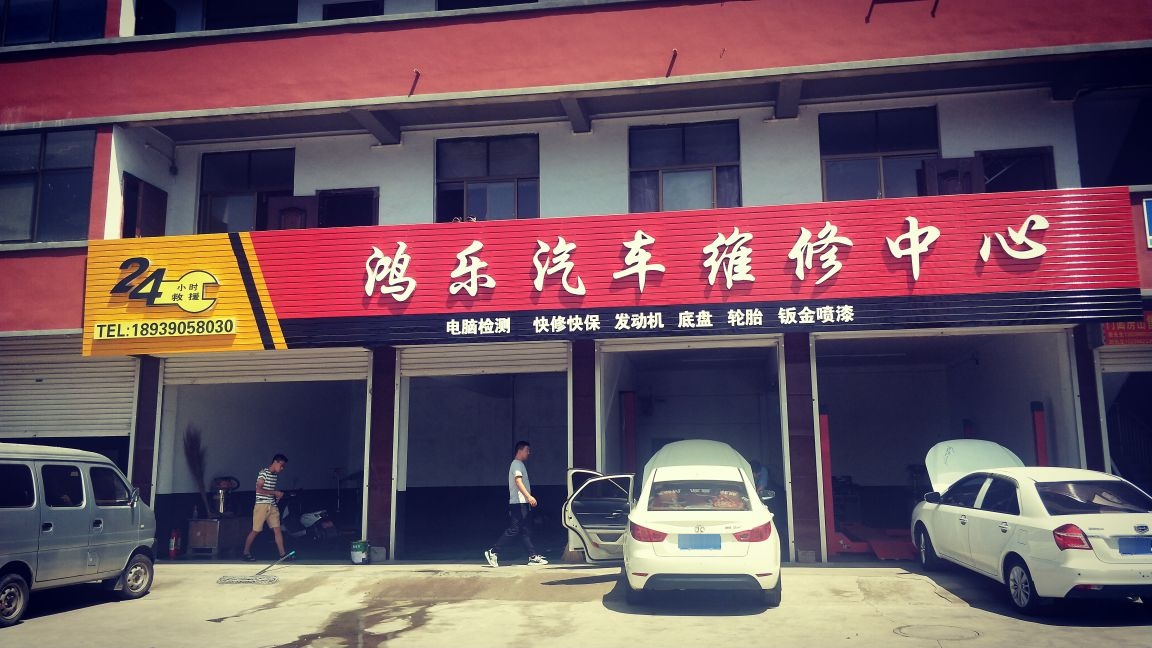 24
小时
救援
TEL:18939058030
鸿乐汽车维修中心
电脑检测 快修快保 发动机 底盘 轮胎 钣金喷漆